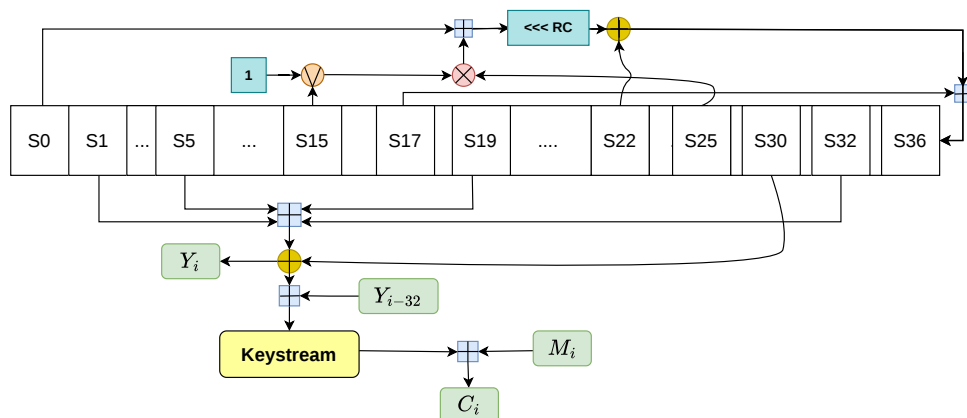 <<< RC
1
S0 S1 ... S5 ... S15 S17 S19 .... S22 . S25 S30 S32 S36
Y_i
Y_{i-32}
Keystream
M_i
C_i